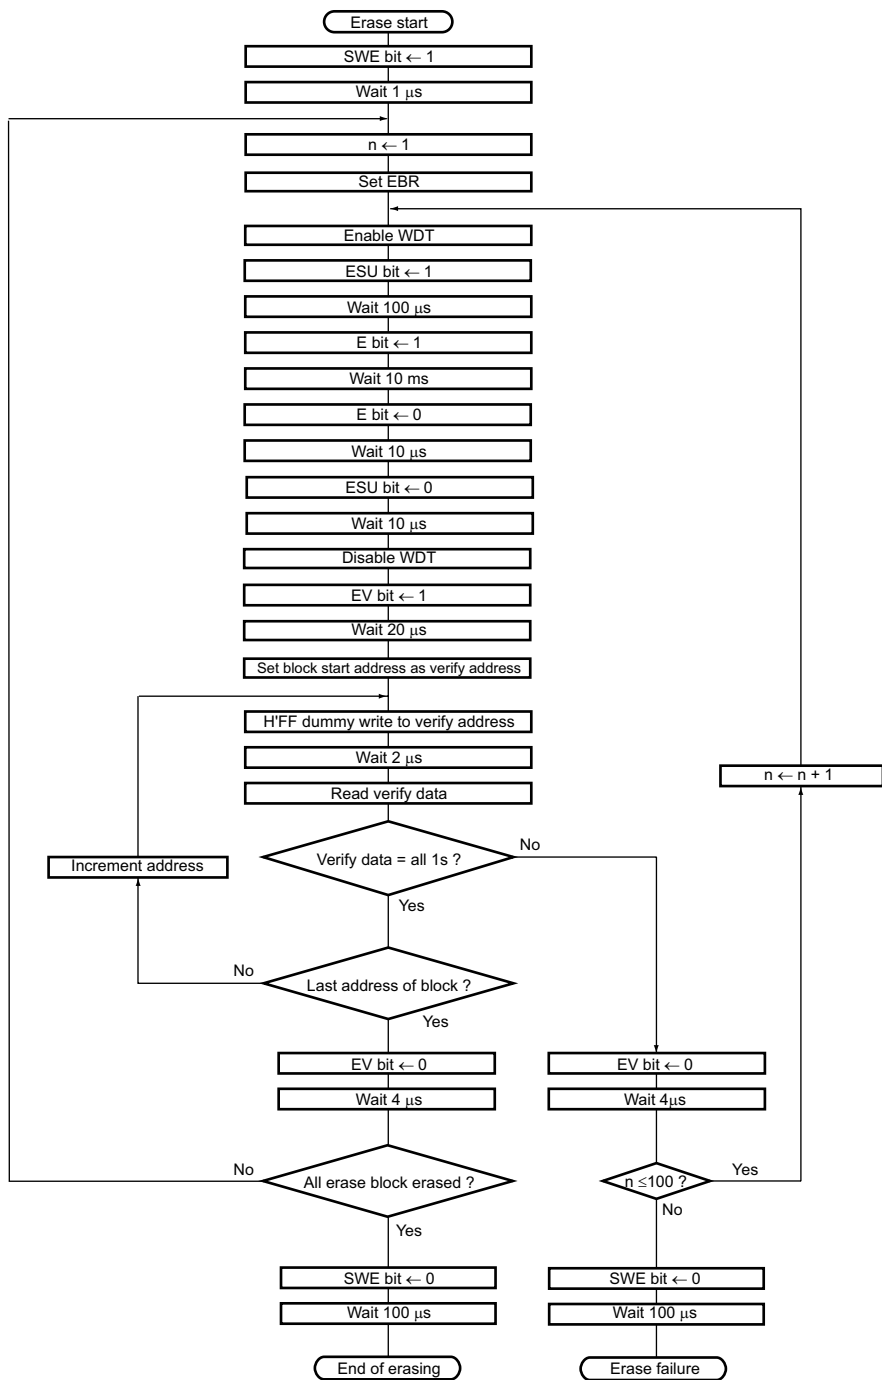 Erase start
SWE bit ← 1
Wait 1 μs
n ← 1
Set EBR
Enable WDT
ESU bit ← 1
Wait 100 μs
E bit ← 1
Wait 10 ms
E bit ← 0
Wait 10 μs
ESU bit ← 0
Wait 10 μs
Disable WDT
EV bit ← 1
Wait 20 μs
Set block start address as verify address
H'FF dummy write to verify address
Wait 2 μs
Read verify data
n ← n + 1
Verify data = all 1s ?
No
Yes
Increment address
Last address of block ?
No
Yes
EV bit ← 0
Wait 4 μs
EV bit ← 0
Wait 4μs
All erase block erased ?
No
Yes
n ≤100 ?
Yes
No
SWE bit ← 0
Wait 100 μs
End of erasing
SWE bit ← 0
Wait 100 μs
Erase failure